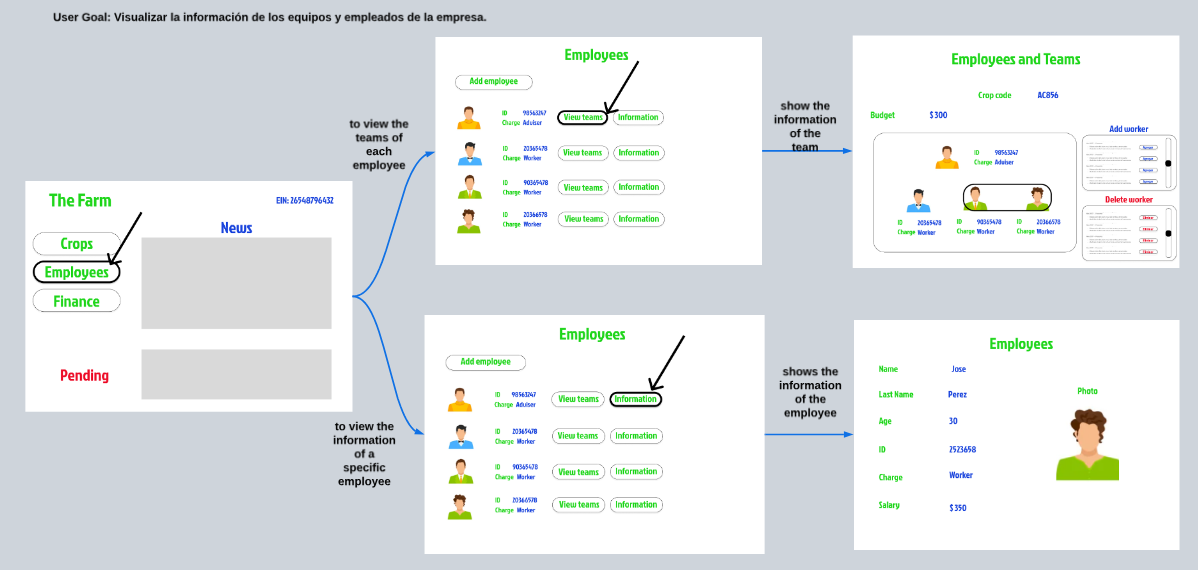 User Goal: Visualizar la información de los equipos y empleados de la empresa.
The Farm
EIN: 26548796432
Crops
Employees
Finance
News
Pending
to view the
teams of
each
employee
to view the
information
of a
specific
employee
Employees
Add employee
ID 98563247
Charge Adviser
View teams
Information
ID 20365478
Charge Worker
View teams
Information
ID 90365478
Charge Worker
View teams
Information
ID 20366578
Charge Worker
View teams
Information
show the
information
of the
team
Employees and Teams
Crop code AC856
Budget $300
ID 98563247
Charge Adviser
ID 20365478
Charge Worker
ID 90365478
Charge Worker
ID 20366578
Charge Worker
Add worker
Delete worker
Employees
Add employee
ID 98563247
Charge Adviser
View teams
Information
ID 20365478
Charge Worker
View teams
Information
ID 90365478
Charge Worker
View teams
Information
ID 20366578
Charge Worker
View teams
Information
shows the
information
of the
employee
Employees
Name Jose
Last Name Perez
Age 30
ID 2523658
Charge Worker
Salary $350
Photo